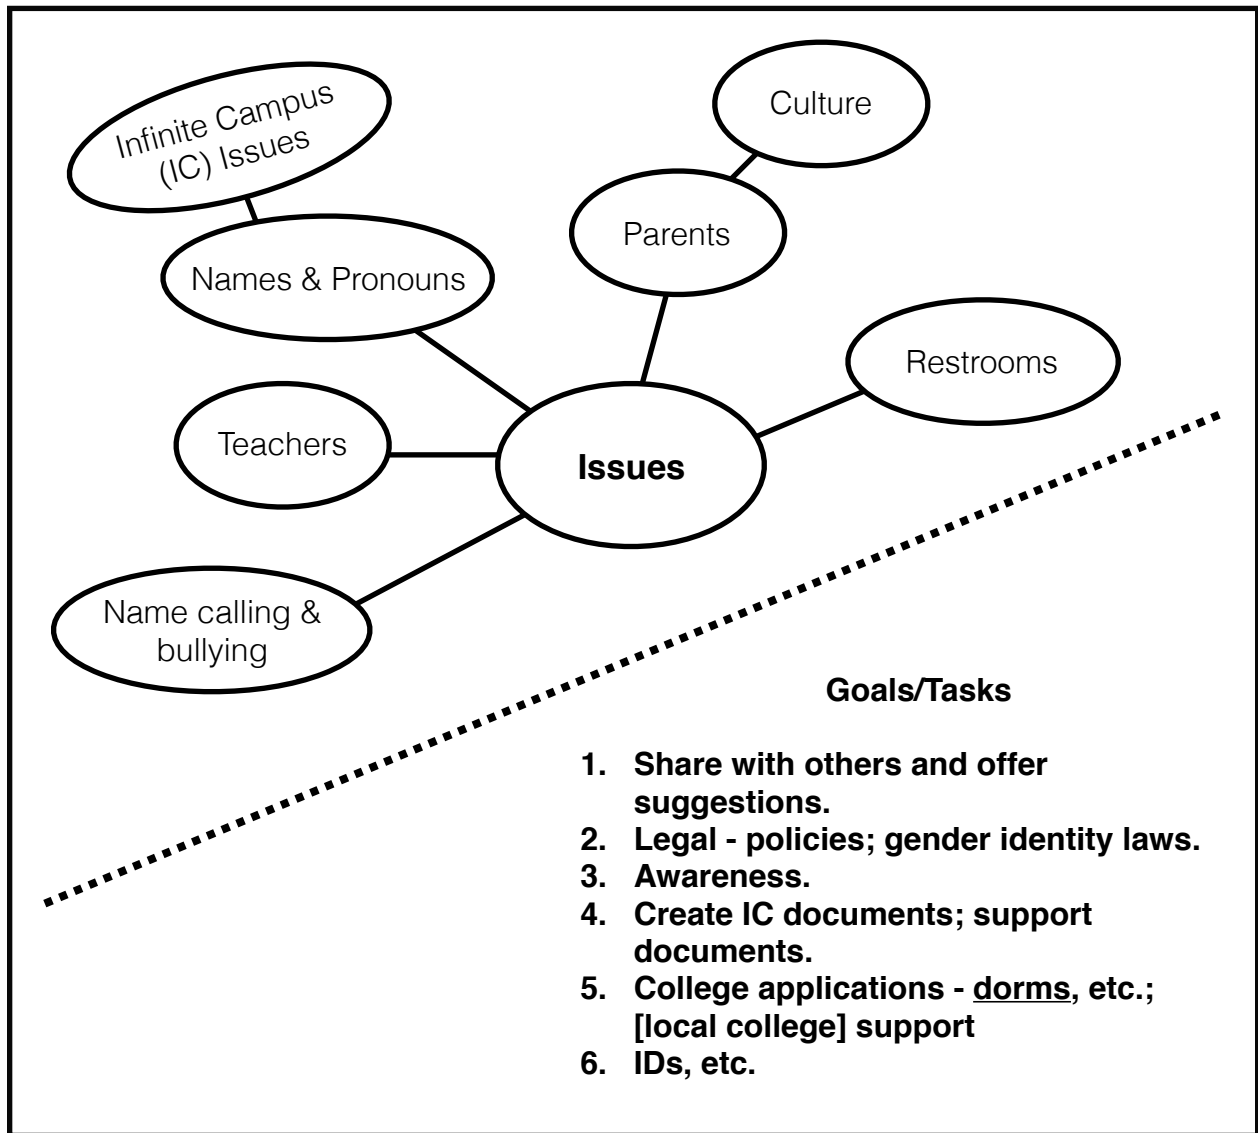 Infinite Campus
(IC) Issues
Culture
Parents
Names & Pronouns
Restrooms
Teachers
Issues
Name calling &
bullying
Goals/Tasks
1. Share with others and offer
suggestions.
2. Legal - policies; gender identity laws.
3. Awareness.
4. Create IC documents; support
documents.
5. College applications - dorms, etc.;
[local college] support
6. IDs, etc.